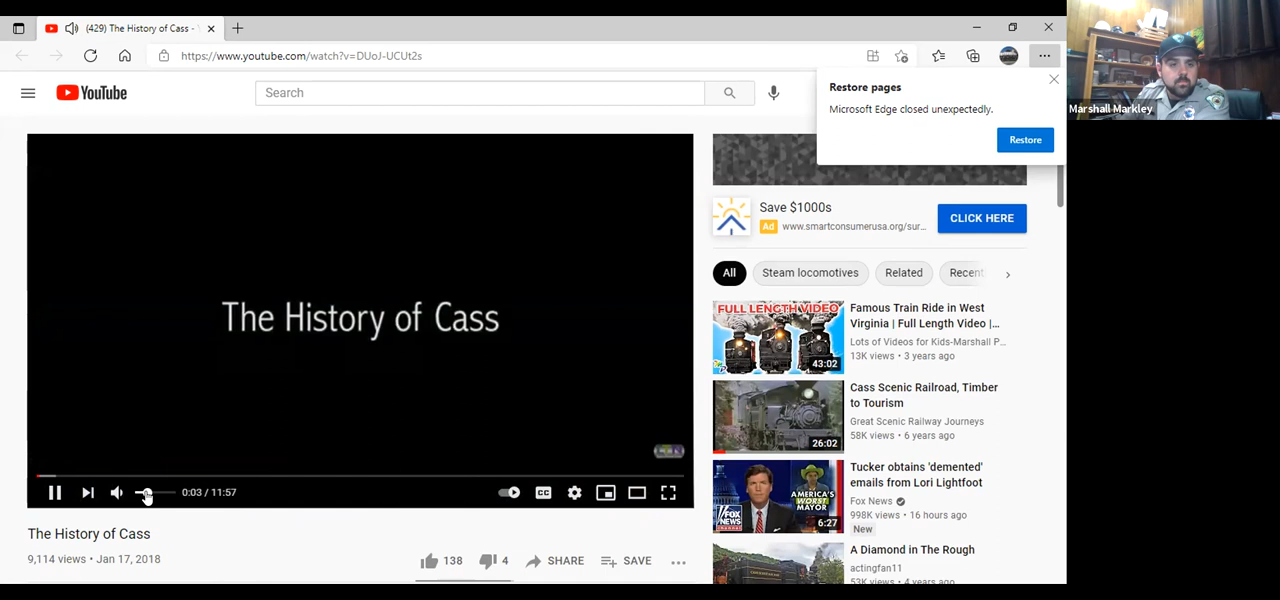 (429) The History of Cass -
https://www.youtube.com/watch?v=DUoJ-UCUt2s
YouTube
Search
Restore pages
Microsoft Edge closed unexpectedly.
Restore
Marshall Markley
The History of Cass
0:03 / 11:57
CC
The History of Cass
9,114 views • Jan 17, 2018
138
4
SHARE
SAVE
Save $1000s
Ad www.smartconsumerusa.org/sur...
CLICK HERE
All
Steam locomotives
Related
Recent
FULL LENGTH VIDEO
43:02
Famous Train Ride in West
Virginia | Full Length Video |...
Lots of Videos for Kids-Marshall P...
13K views • 3 years ago
26:02
Cass Scenic Railroad, Timber
to Tourism
Great Scenic Railway Journeys
58K views • 6 years ago
AMERICA'S
WORST
MAYOR
FOX
NEWS
6:27
Tucker obtains 'demented'
emails from Lori Lightfoot
Fox News
998K views • 16 hours ago
New
A Diamond in The Rough
actingfan11
53K views • 4 years ago